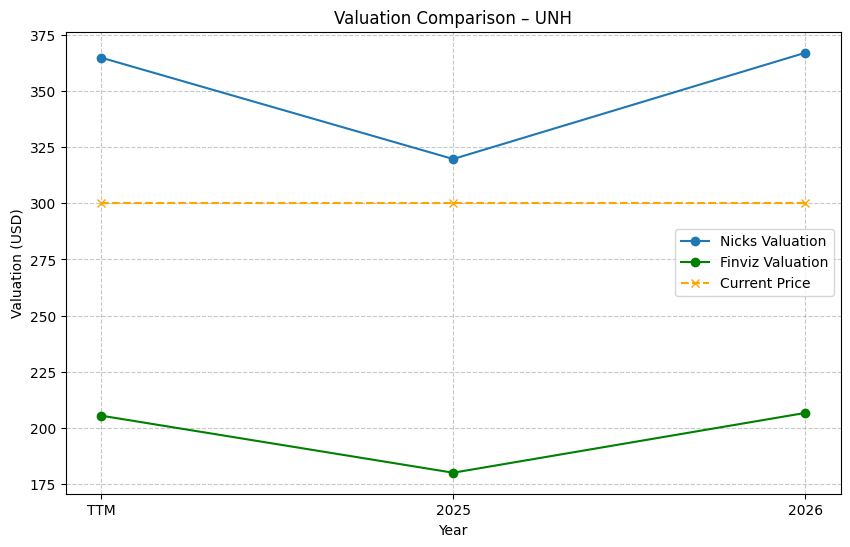 Valuation Comparison – UNH
Valuation (USD)
375
350
325
300
275
250
225
200
175
Nicks Valuation
Finviz Valuation
Current Price
TTM 2025 2026
Year